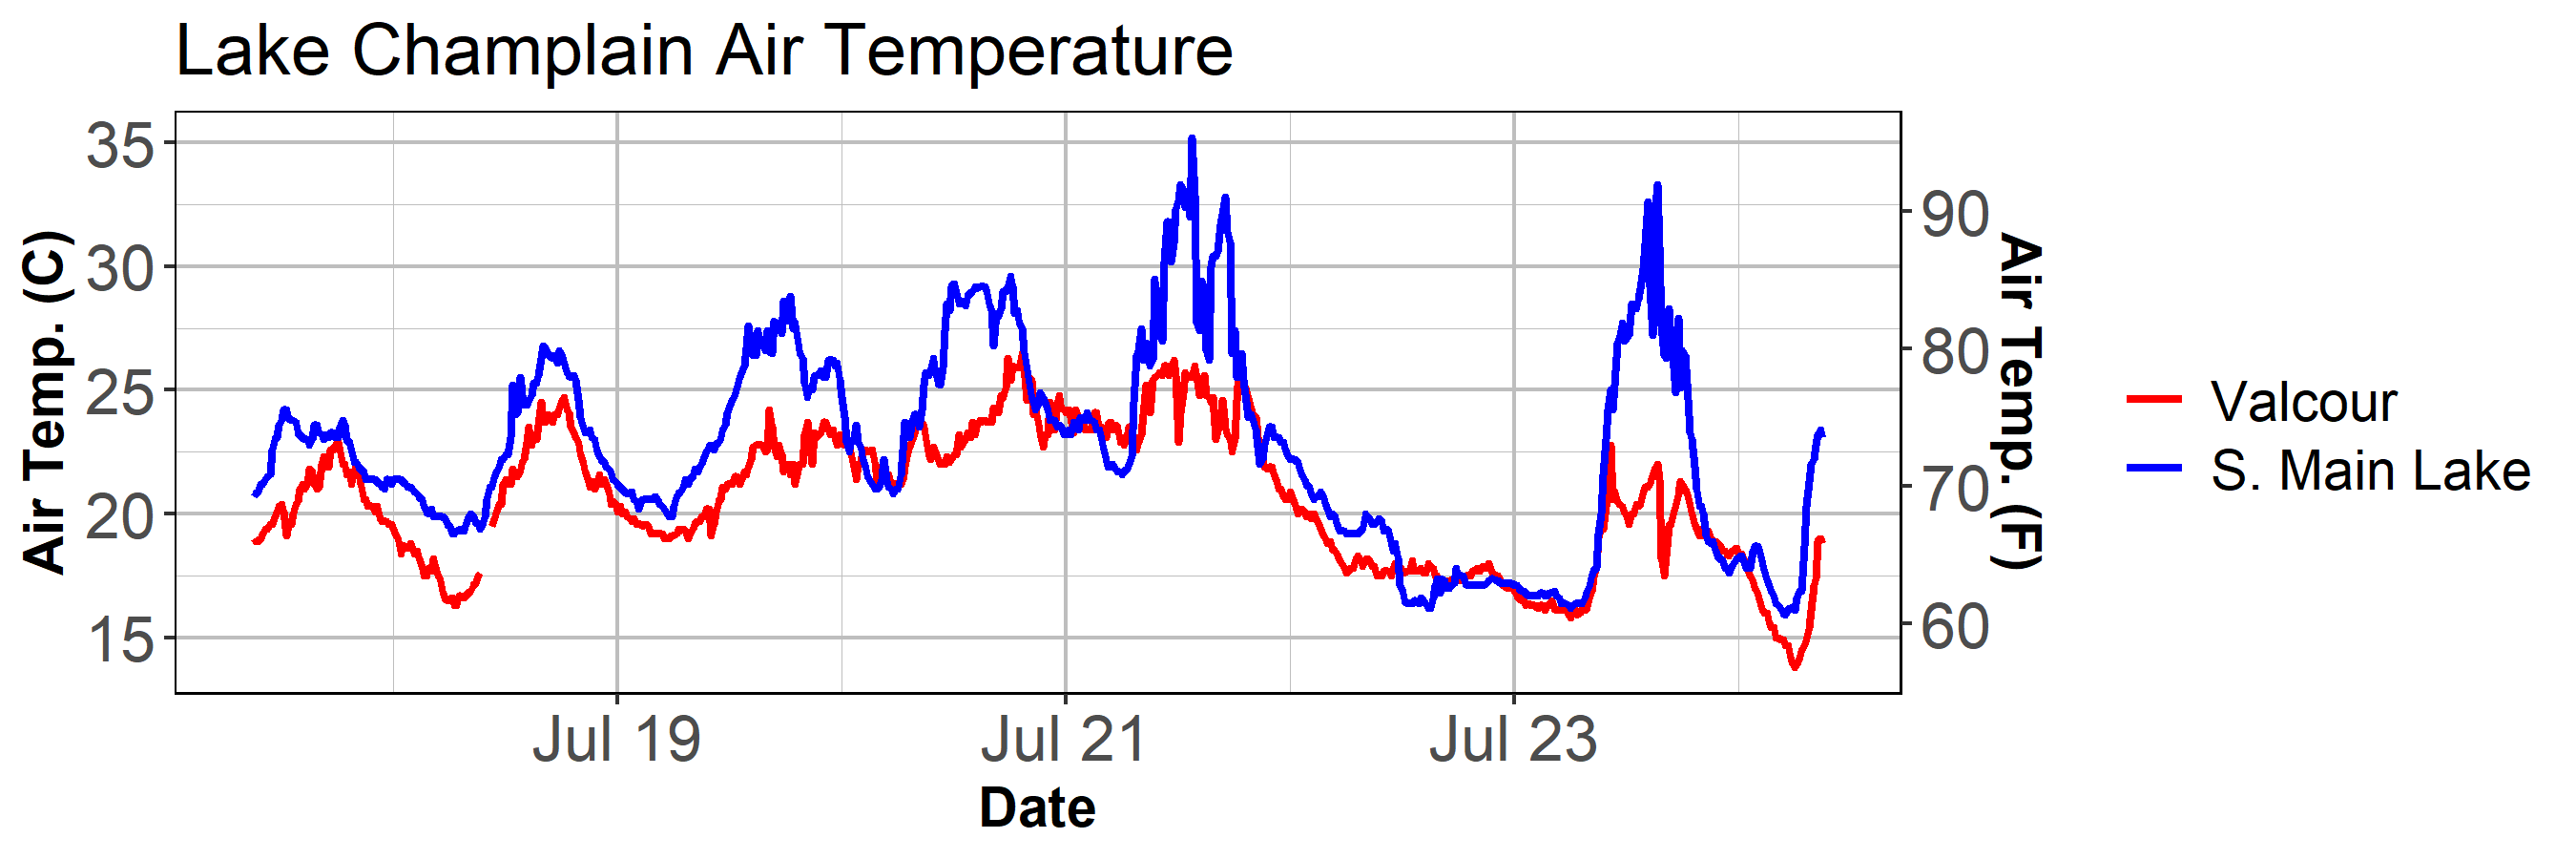 Lake Champlain Air Temperature
Air Temp. (C)
35
30
25
20
15
90
80
70
60
Air Temp. (F)
Jul 19
Jul 21
Jul 23
Date
Valcour
S. Main Lake